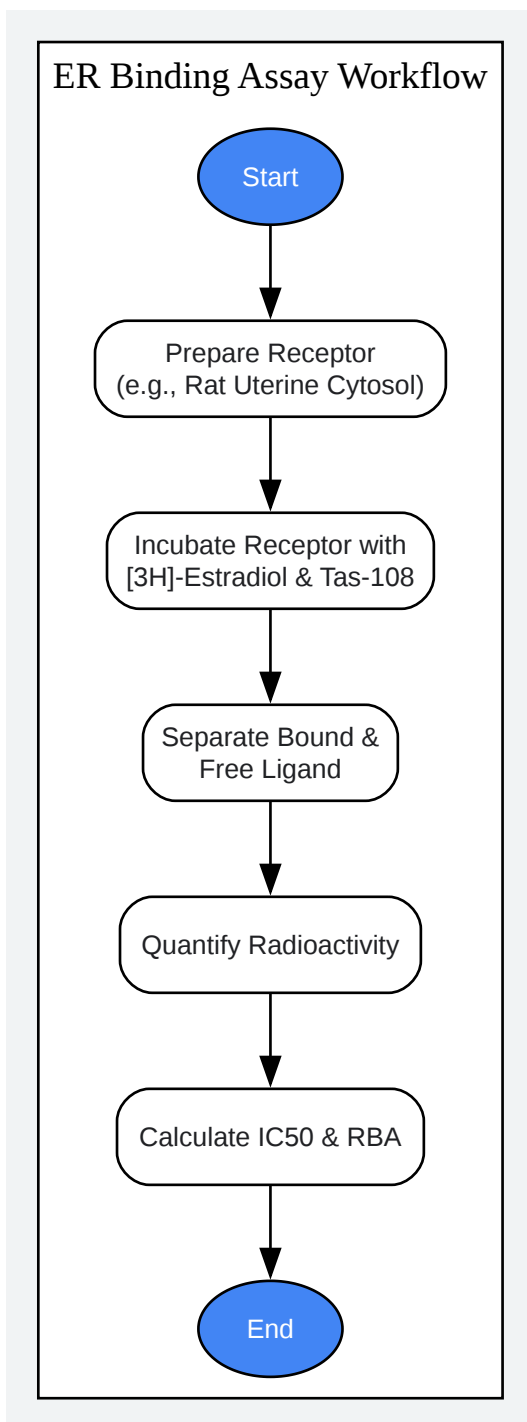 ER Binding Assay Workflow
Start
Prepare Receptor
(e.g., Rat Uterine Cytosol)
Incubate Receptor with
[3H]-Estradiol & Tas-108
Separate Bound &
Free Ligand
Quantify Radioactivity
Calculate IC50 & RBA
End